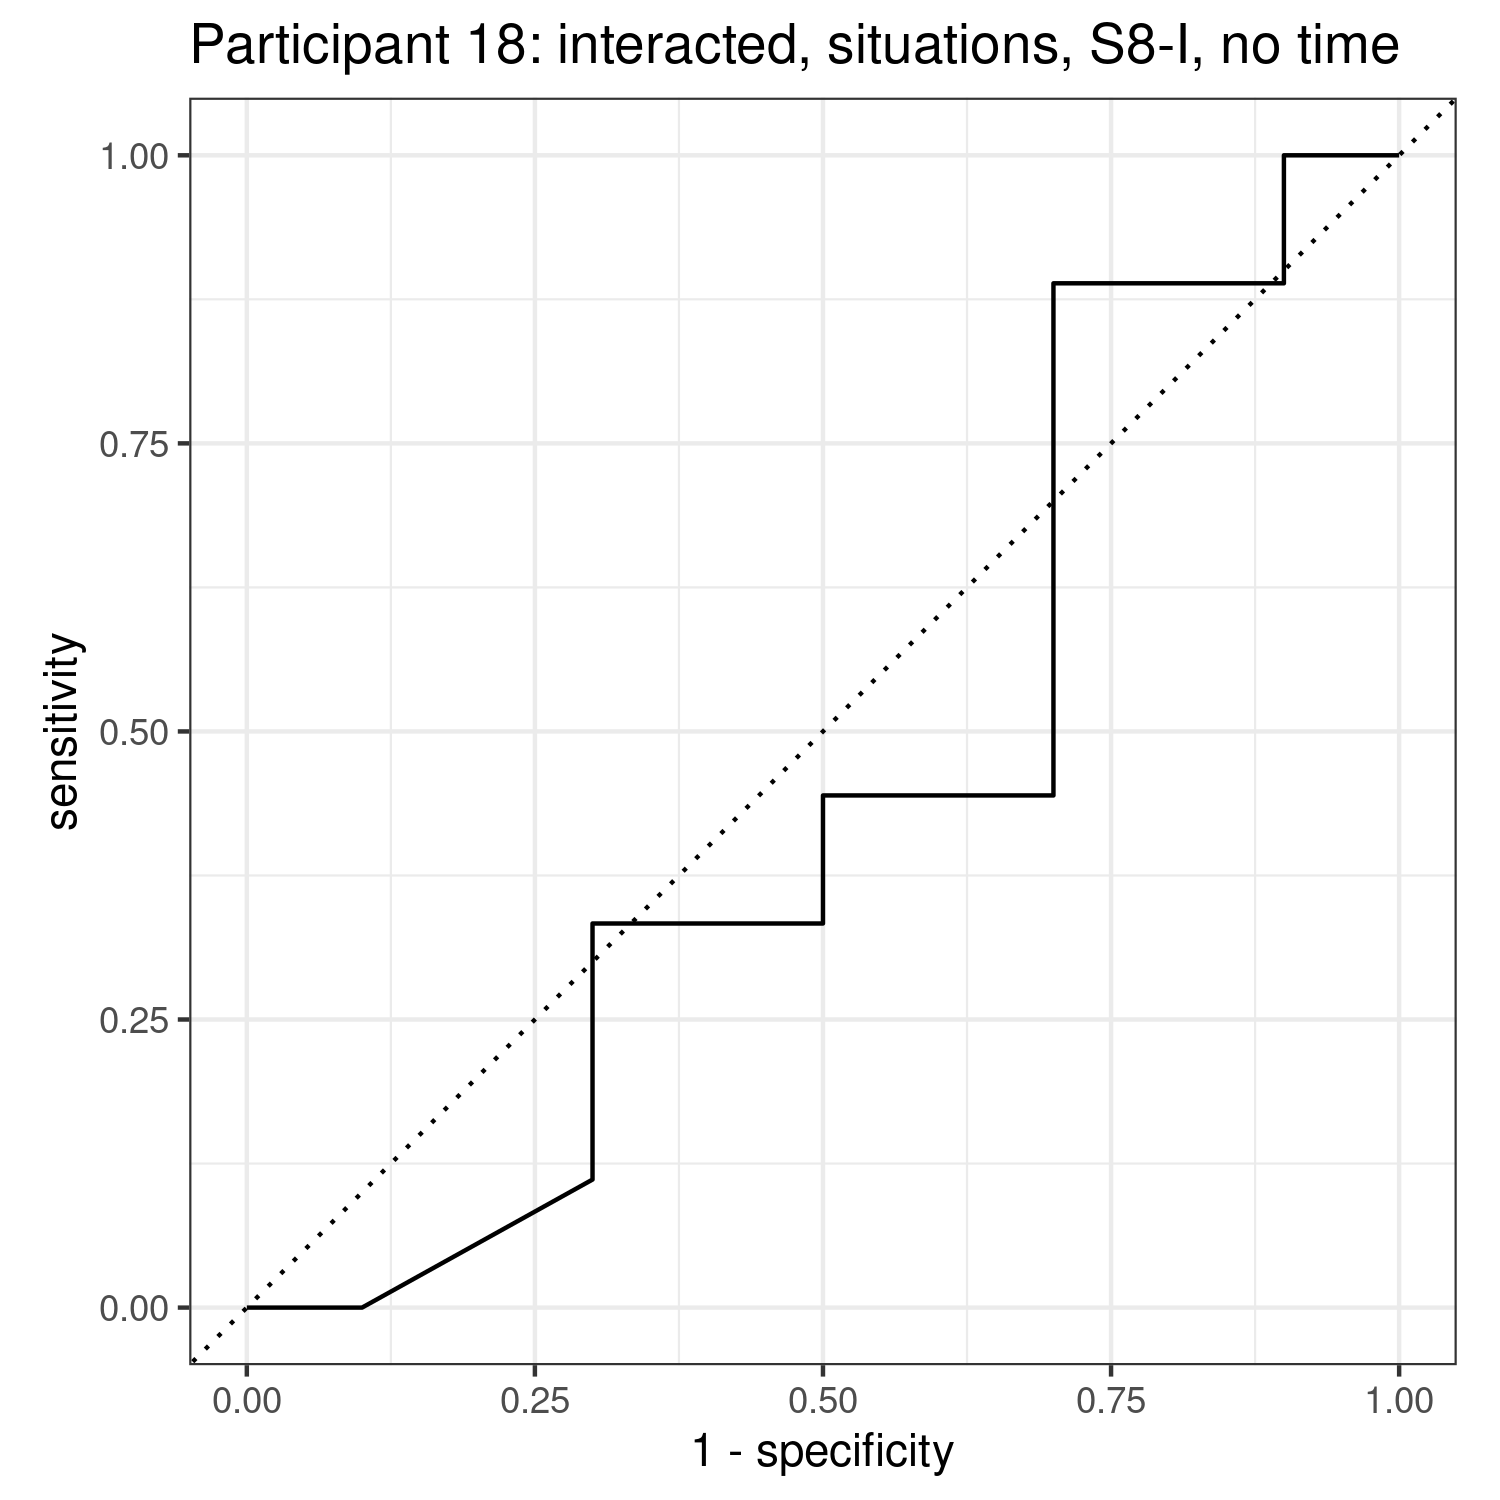 Participant 18: interacted, situations, S8-I, no time
1.00
0.75
0.50
0.25
0.00
sensitivity
0.00 0.25 0.50 0.75 1.00
1 - specificity